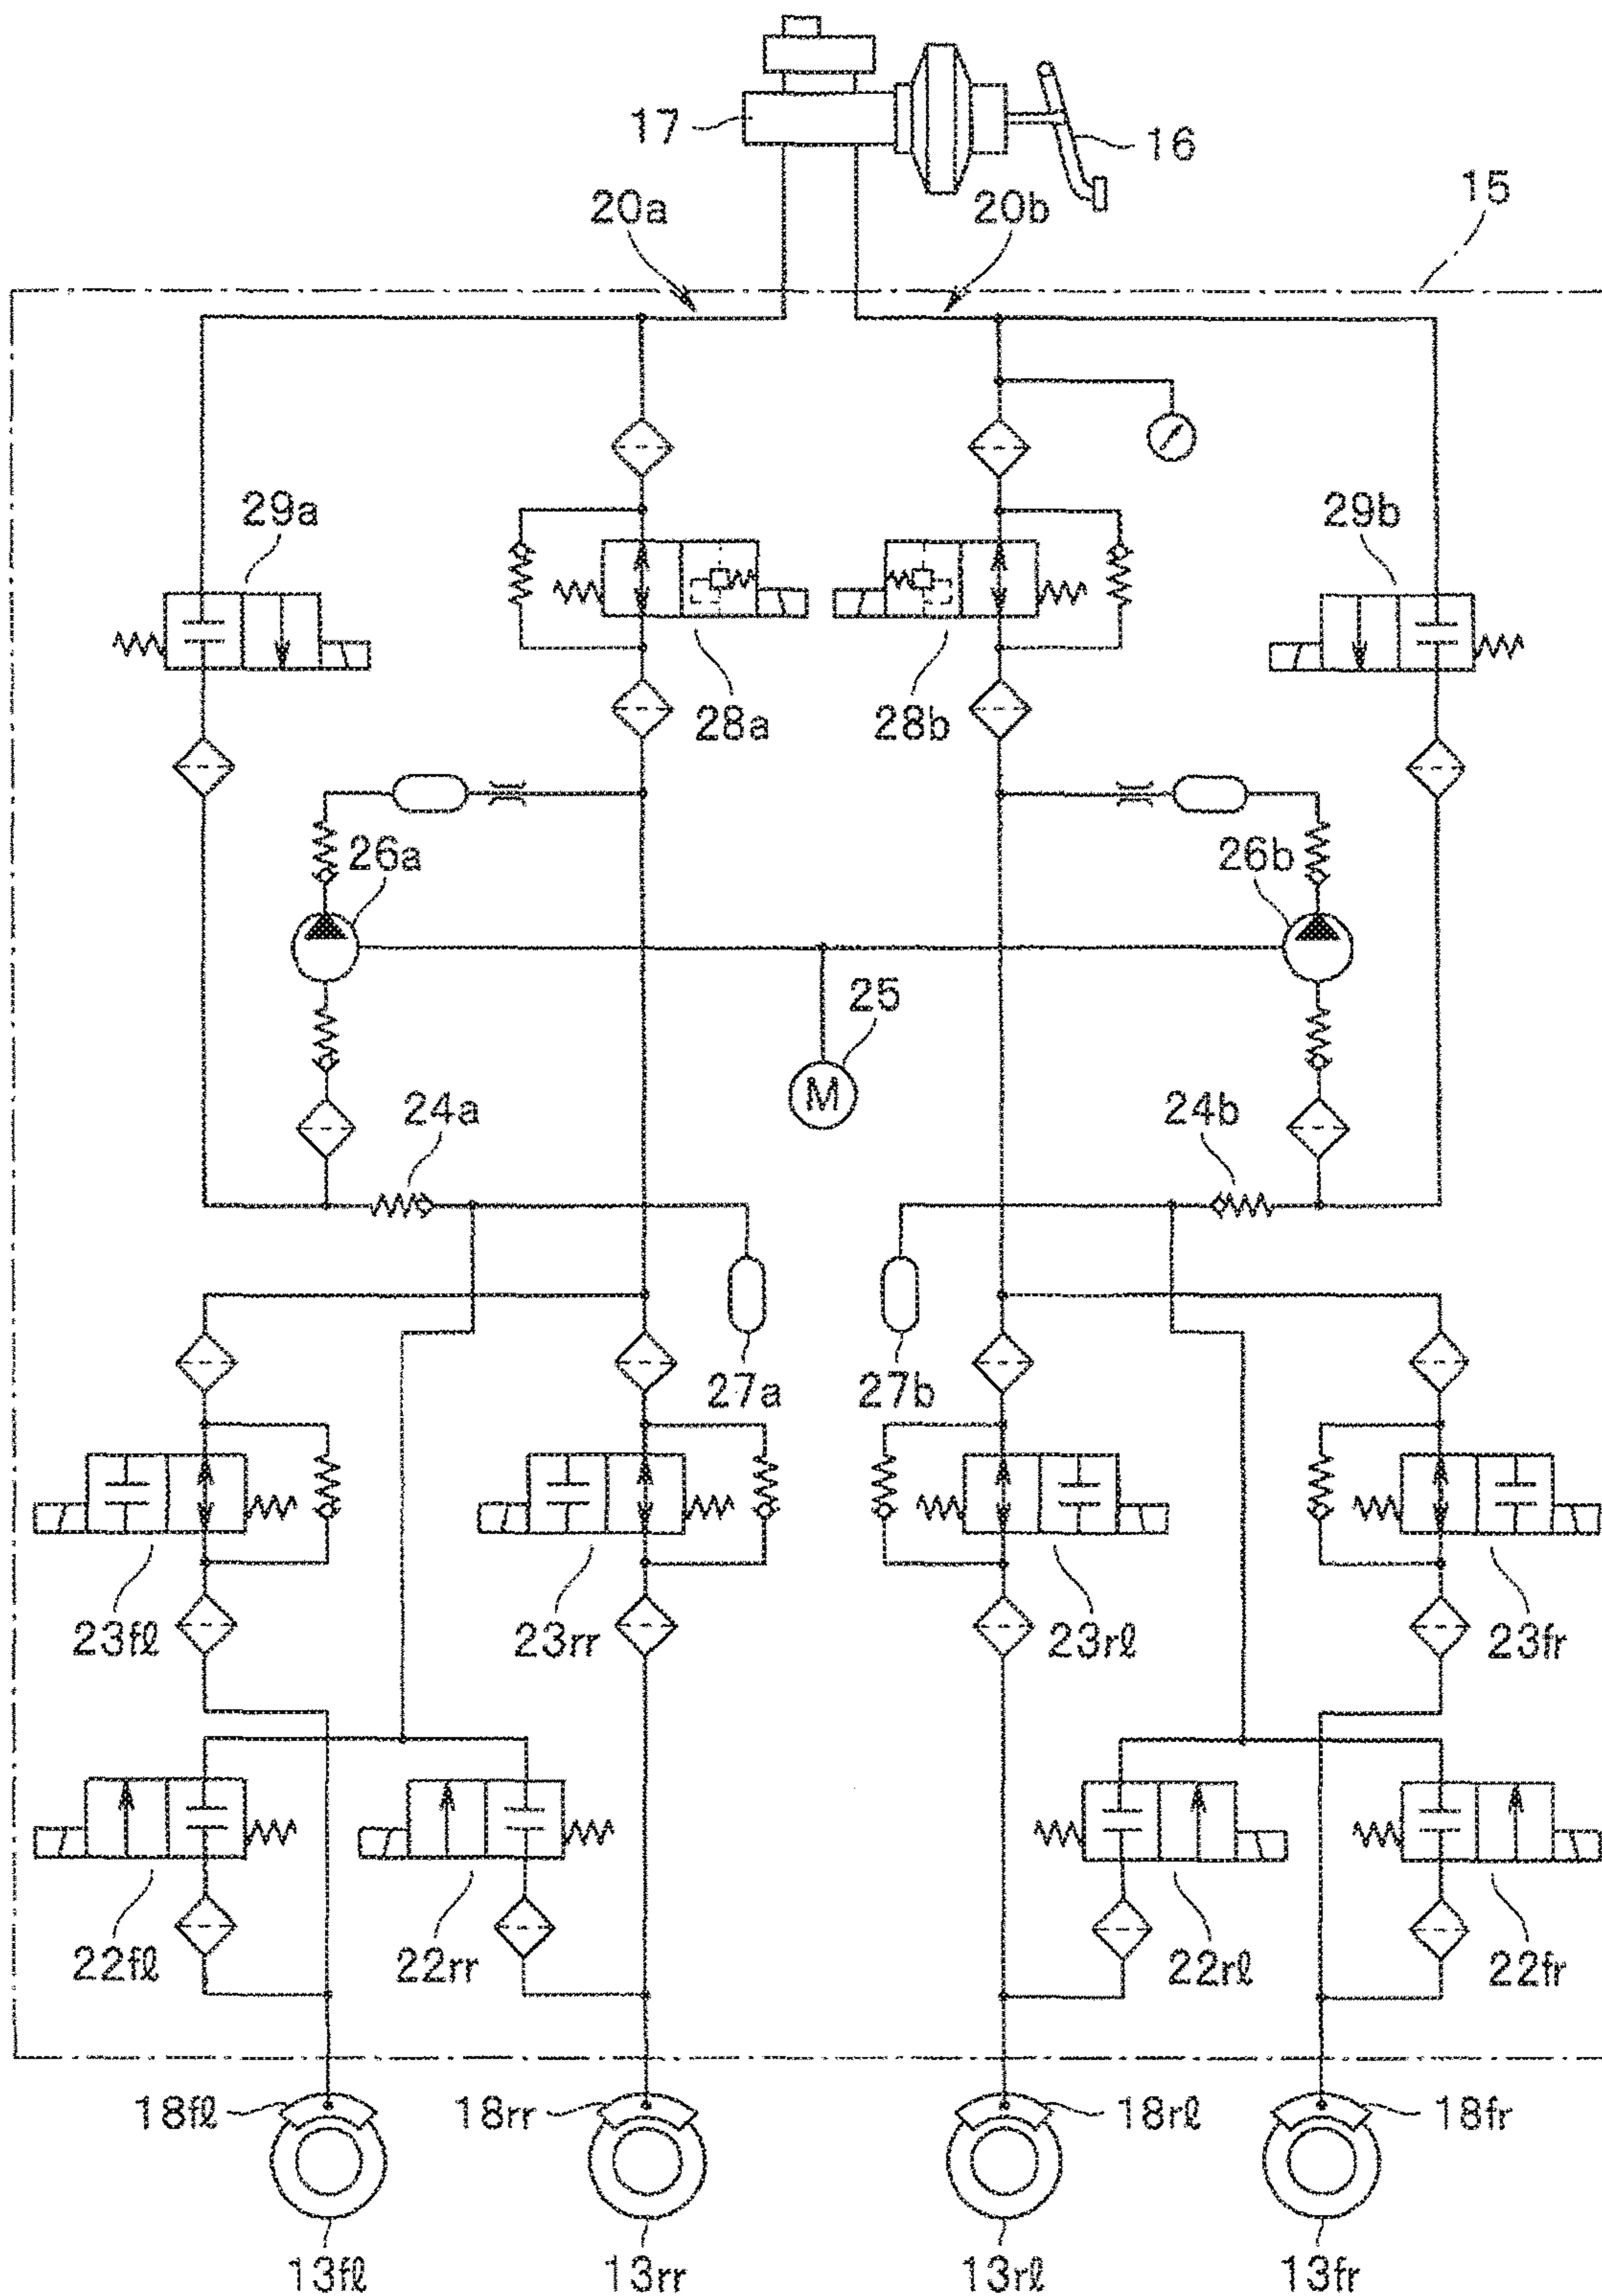 17
16
20a
20b
15
29a
29b
28a
28b
26a
26b
25
M
24a
24b
27a
27b
23fℓ
23rr
23rℓ
23fr
22fℓ
22rr
22rℓ
22fr
18fℓ
18rr
18rℓ
18fr
13fℓ
13rr
13rℓ
13fr